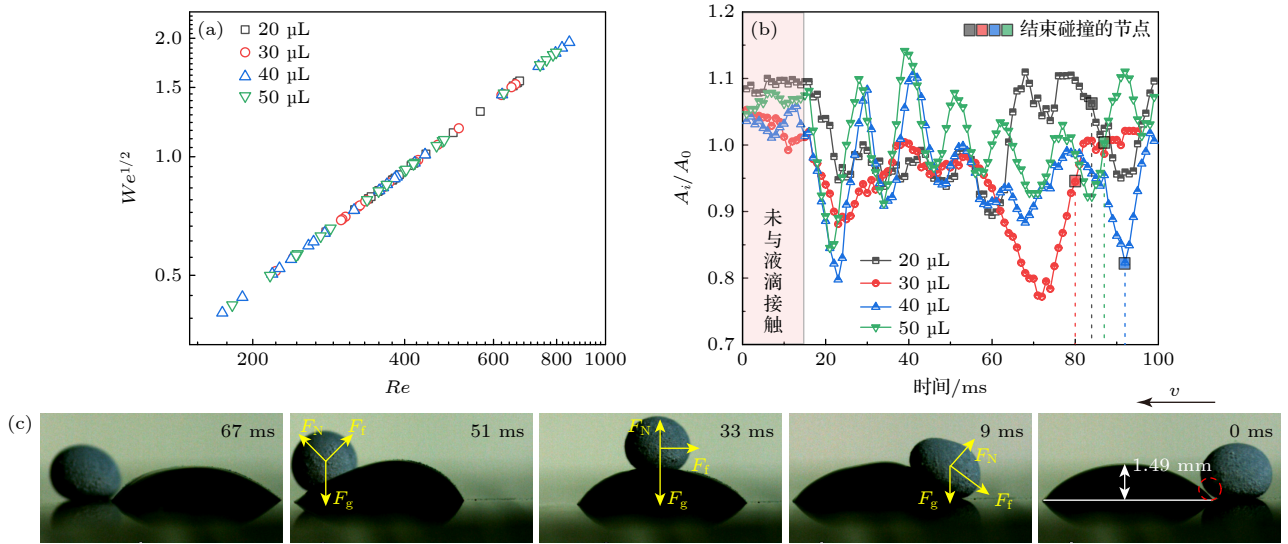 (a)
20 µL
30 µL
40 µL
50 µL
2.0
1.5
1.0
0.5
We^{1/2}
200
400
600
800
1000
Re
(b)
结束碰撞的节点
1.2
1.1
1.0
0.9
0.8
0.7
A_i/A_0
未与液滴接触
20 µL
30 µL
40 µL
50 µL
0
20
40
60
80
100
时间/ms
v
(c)
67 ms
F_N
F_f
F_g
51 ms
F_N
F_f
F_g
33 ms
F_N
F_f
F_g
9 ms
0 ms
1.49 mm